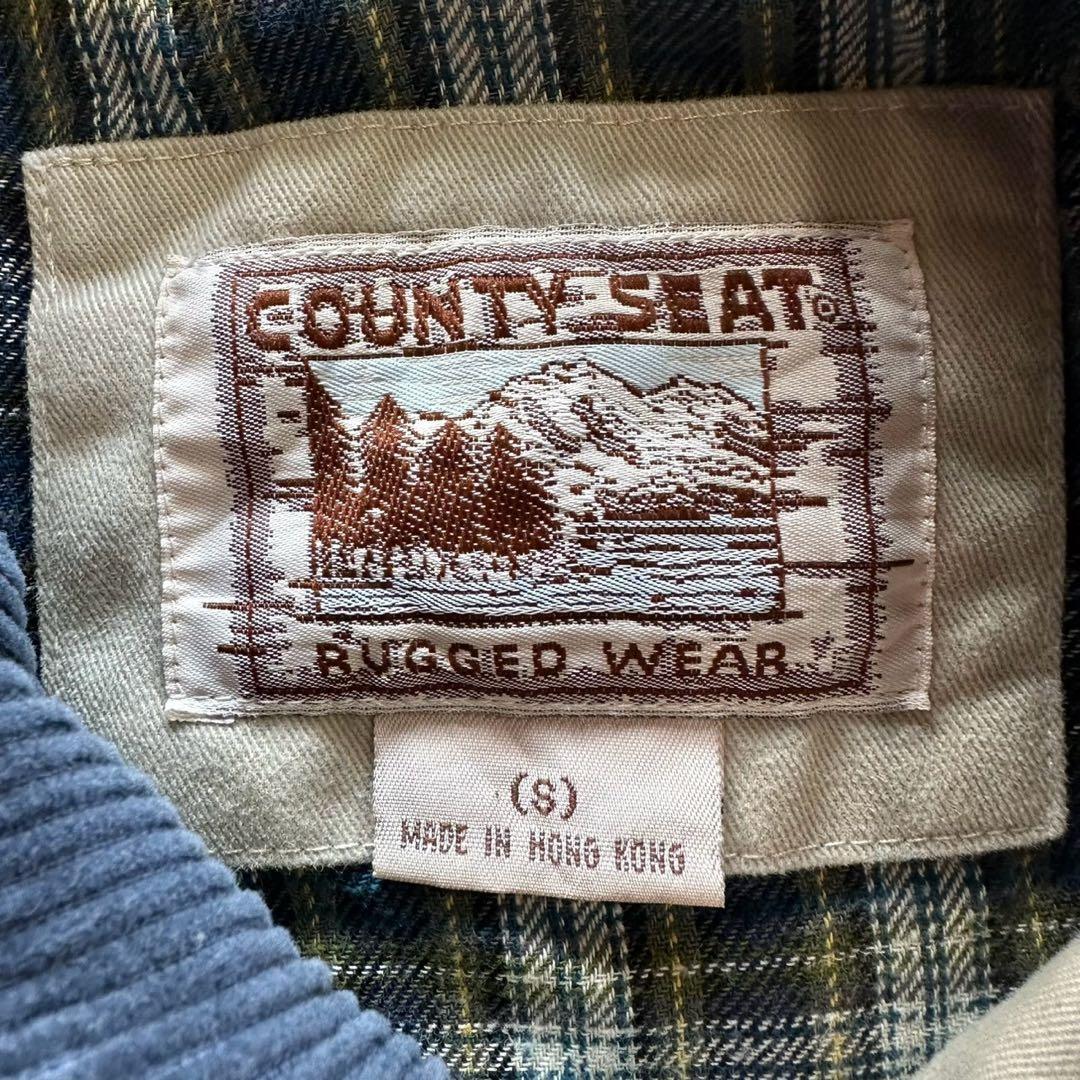 COUNTY SEAT®
RUGGED WEAR
(S)
MADE IN HONG KONG